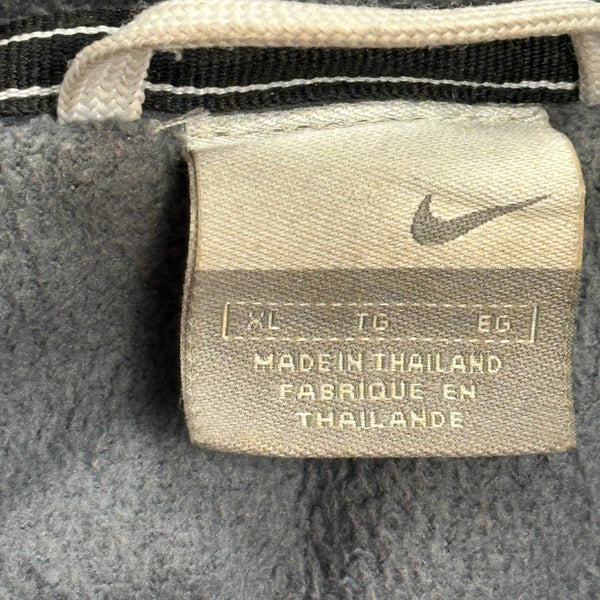 XL TG EG
MADE IN THAILAND
FABRIQUE EN
THAILANDE